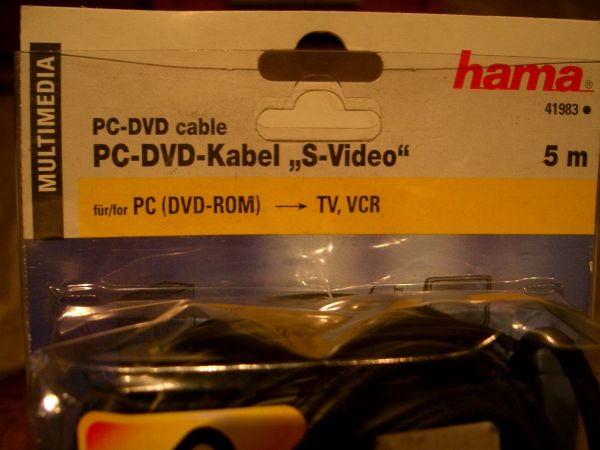 MULTIMEDIA
hama®
41983 ●
PC-DVD cable
PC-DVD-Kabel „S-Video“ 5 m
für/for PC (DVD-ROM) → TV, VCR